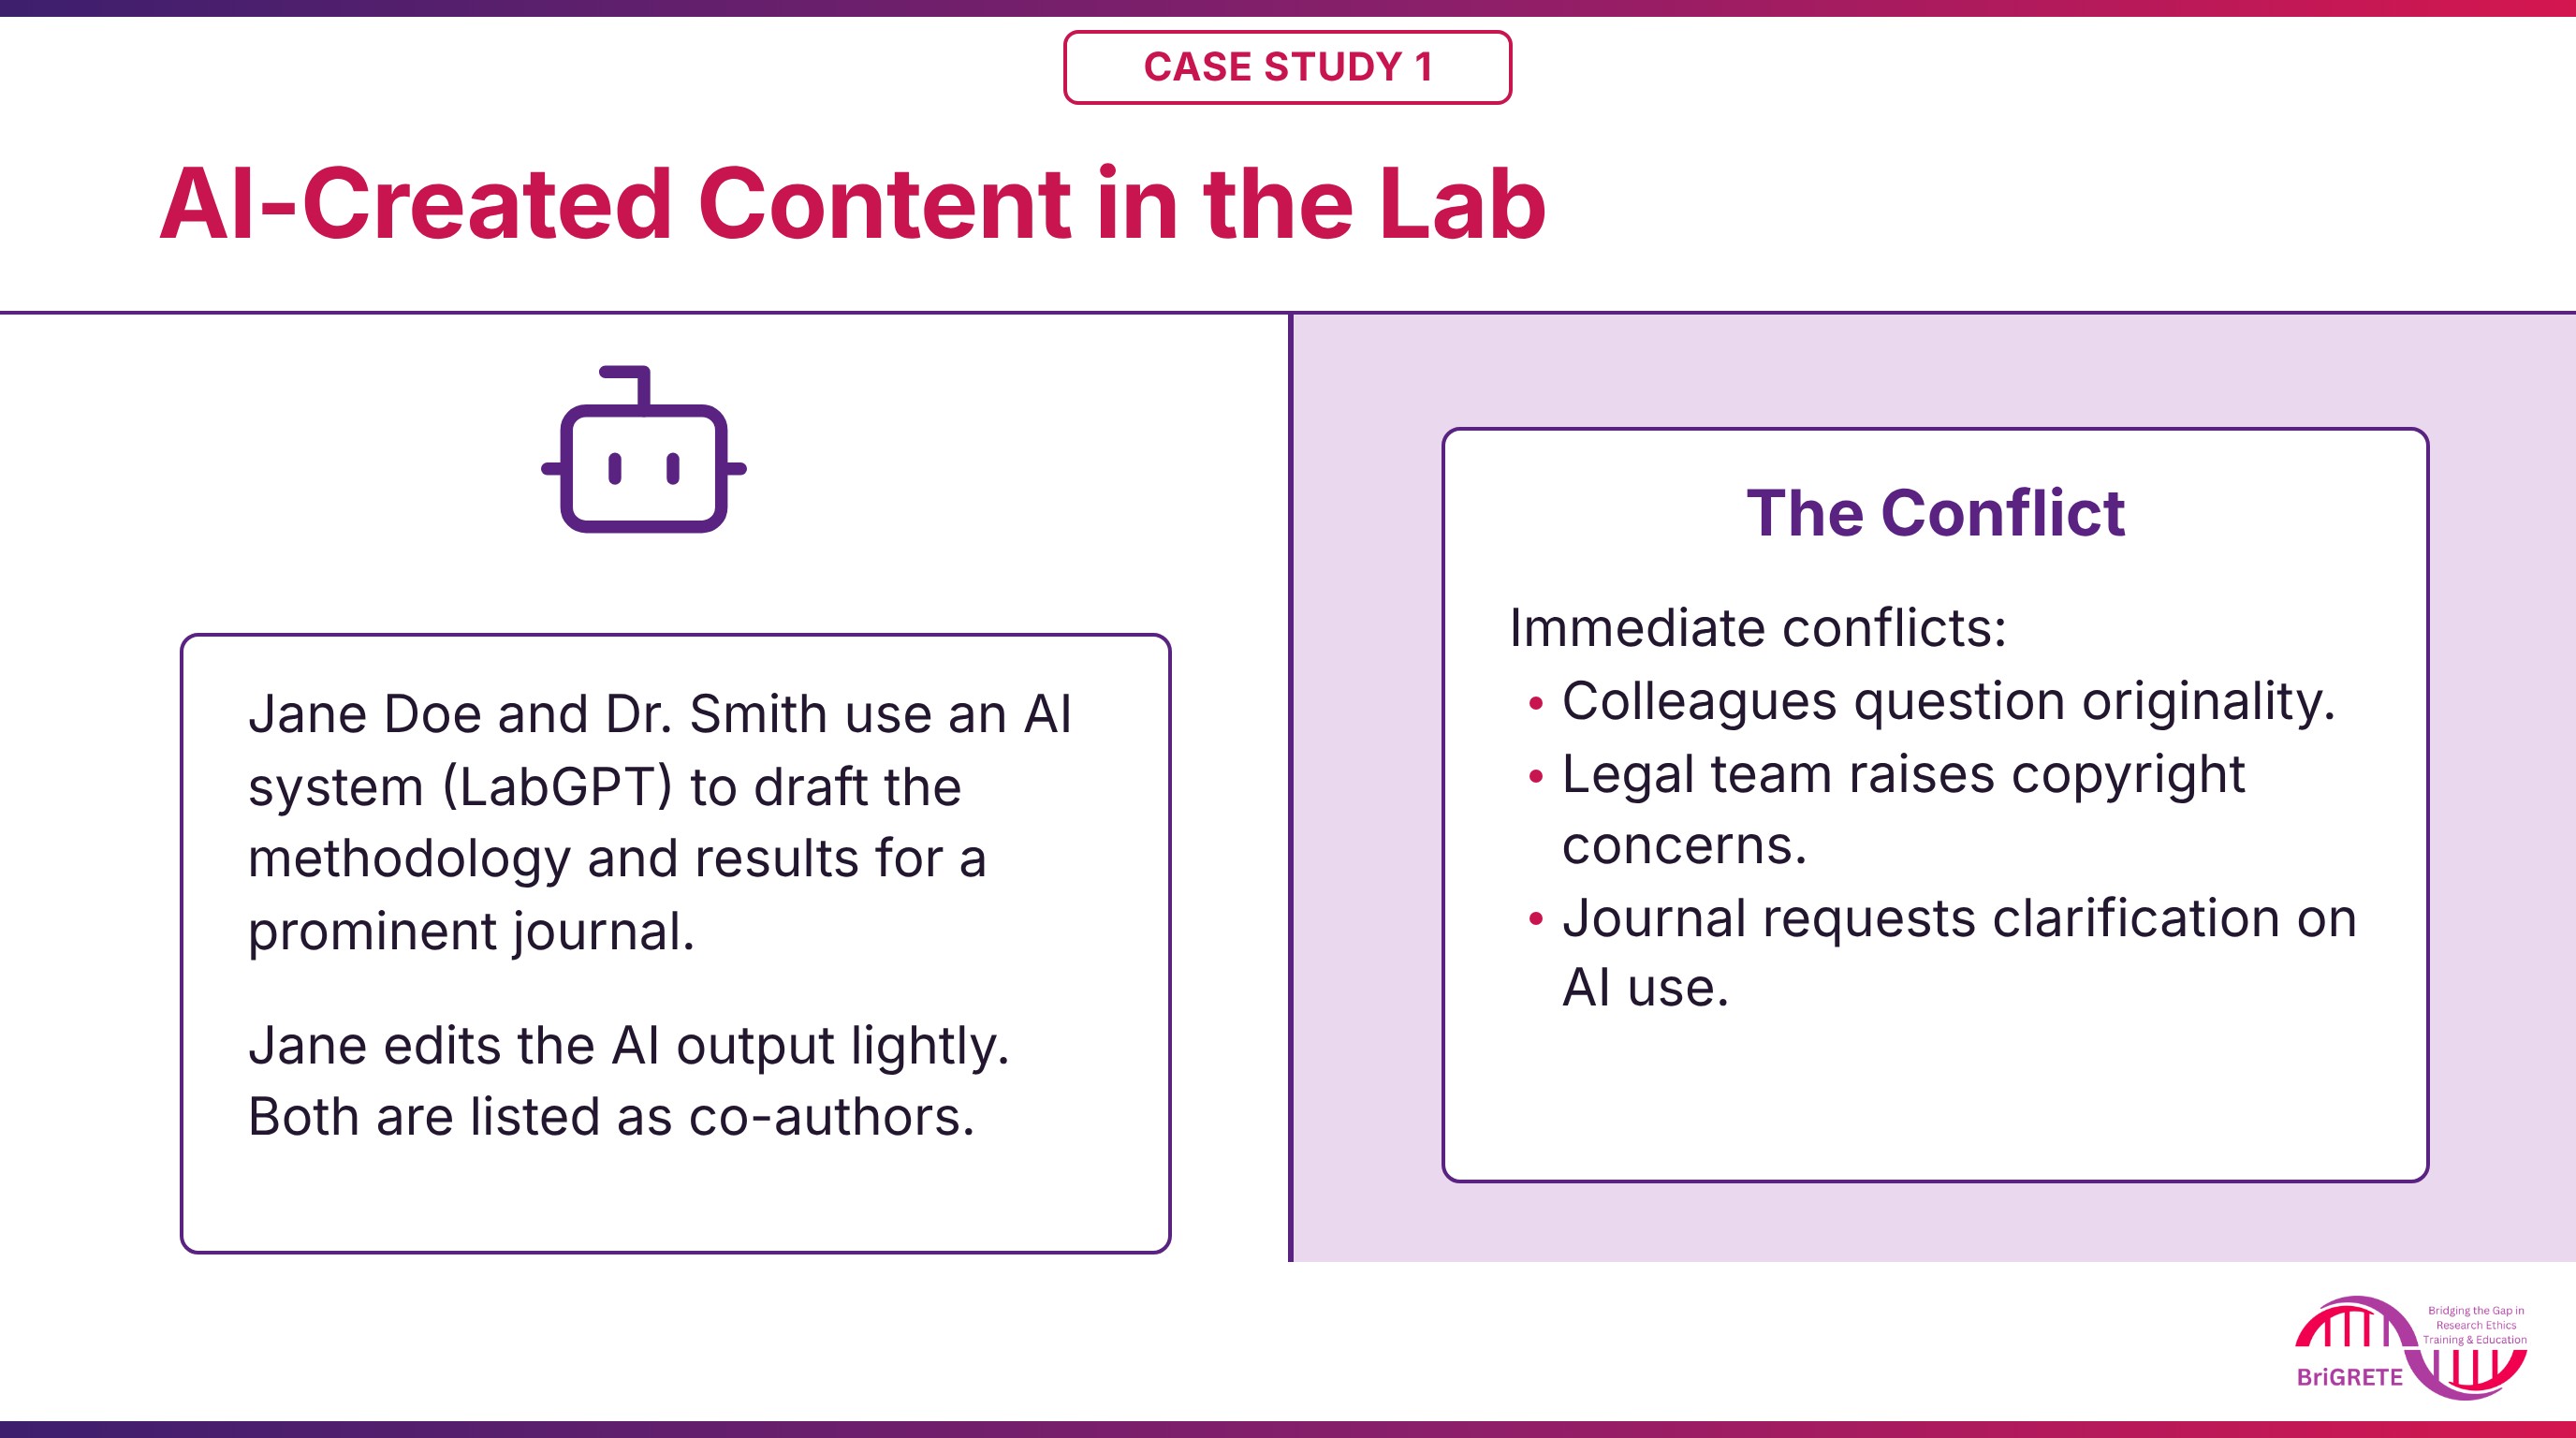 CASE STUDY 1
AI-Created Content in the Lab
Jane Doe and Dr. Smith use an AI
system (LabGPT) to draft the
methodology and results for a
prominent journal.
Jane edits the AI output lightly.
Both are listed as co-authors.
The Conflict
Immediate conflicts:
• Colleagues question originality.
• Legal team raises copyright
concerns.
• Journal requests clarification on
AI use.
Bridging the Gap in
Research Ethics
Training & Education
BriGRETE